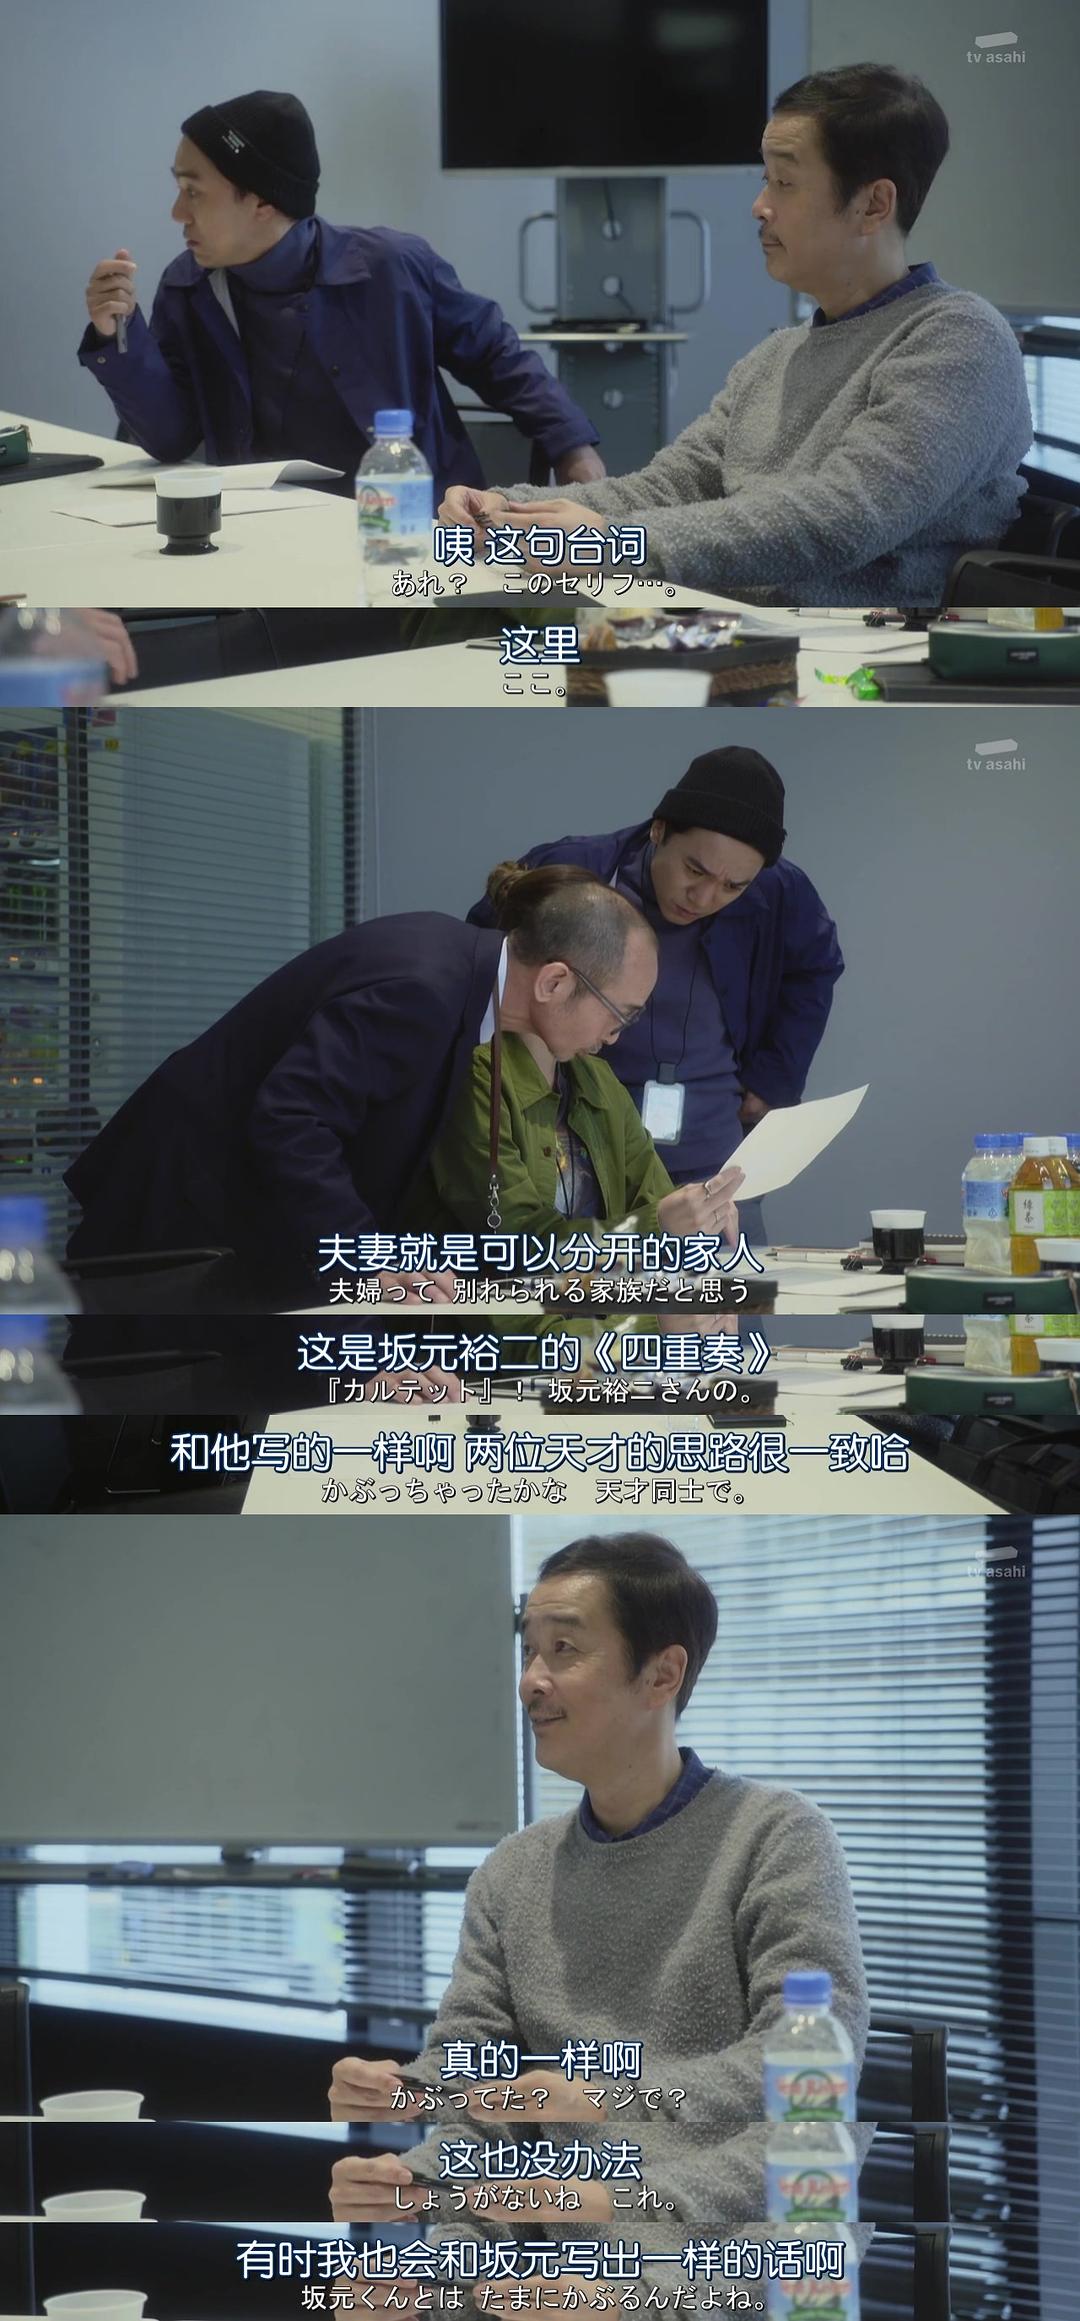 tv asahi
咦 这句台词
あれ？ このセリフ…。
这里
ここ。
tv asahi
緑茶
夫妻就是可以分开的家人
夫婦って 別れられる家族だと思う
这是坂元裕二的《四重奏》
『カルテット』！ 坂元裕二さんの。
和他写的一样啊 两位天才的思路很一致哈
かぶっちゃったかな 天才同士で。
tv asahi
真的一样啊
かぶってた？ マジで？
这也没办法
しょうがないね これ。
有时我也会和坂元写出一样的话啊
坂元くんとは たまにかぶるんだよね。